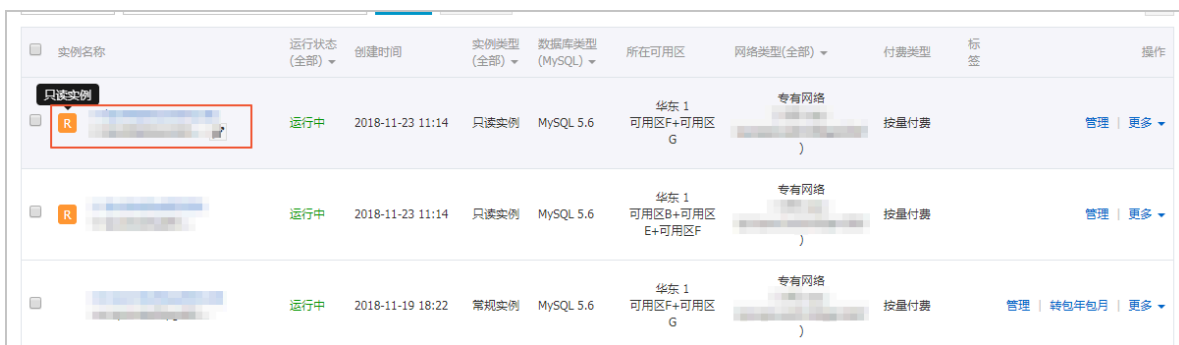 实例名称
运行状态
(全部)
创建时间
实例类型
(全部)
数据库类型
(MySQL)
所在可用区
网络类型(全部)
付费类型
标
签
操作
只读实例
R
运行中
2018-11-23 11:14
只读实例
MySQL 5.6
华东 1
可用区F+可用区
G
专有网络
)
按量付费
管理 | 更多
R
运行中
2018-11-23 11:14
只读实例
MySQL 5.6
华东 1
可用区B+可用区
E+可用区F
专有网络
)
按量付费
管理 | 更多
运行中
2018-11-19 18:22
常规实例
MySQL 5.6
华东 1
可用区F+可用区
G
专有网络
)
按量付费
管理 | 转包年包月 | 更多